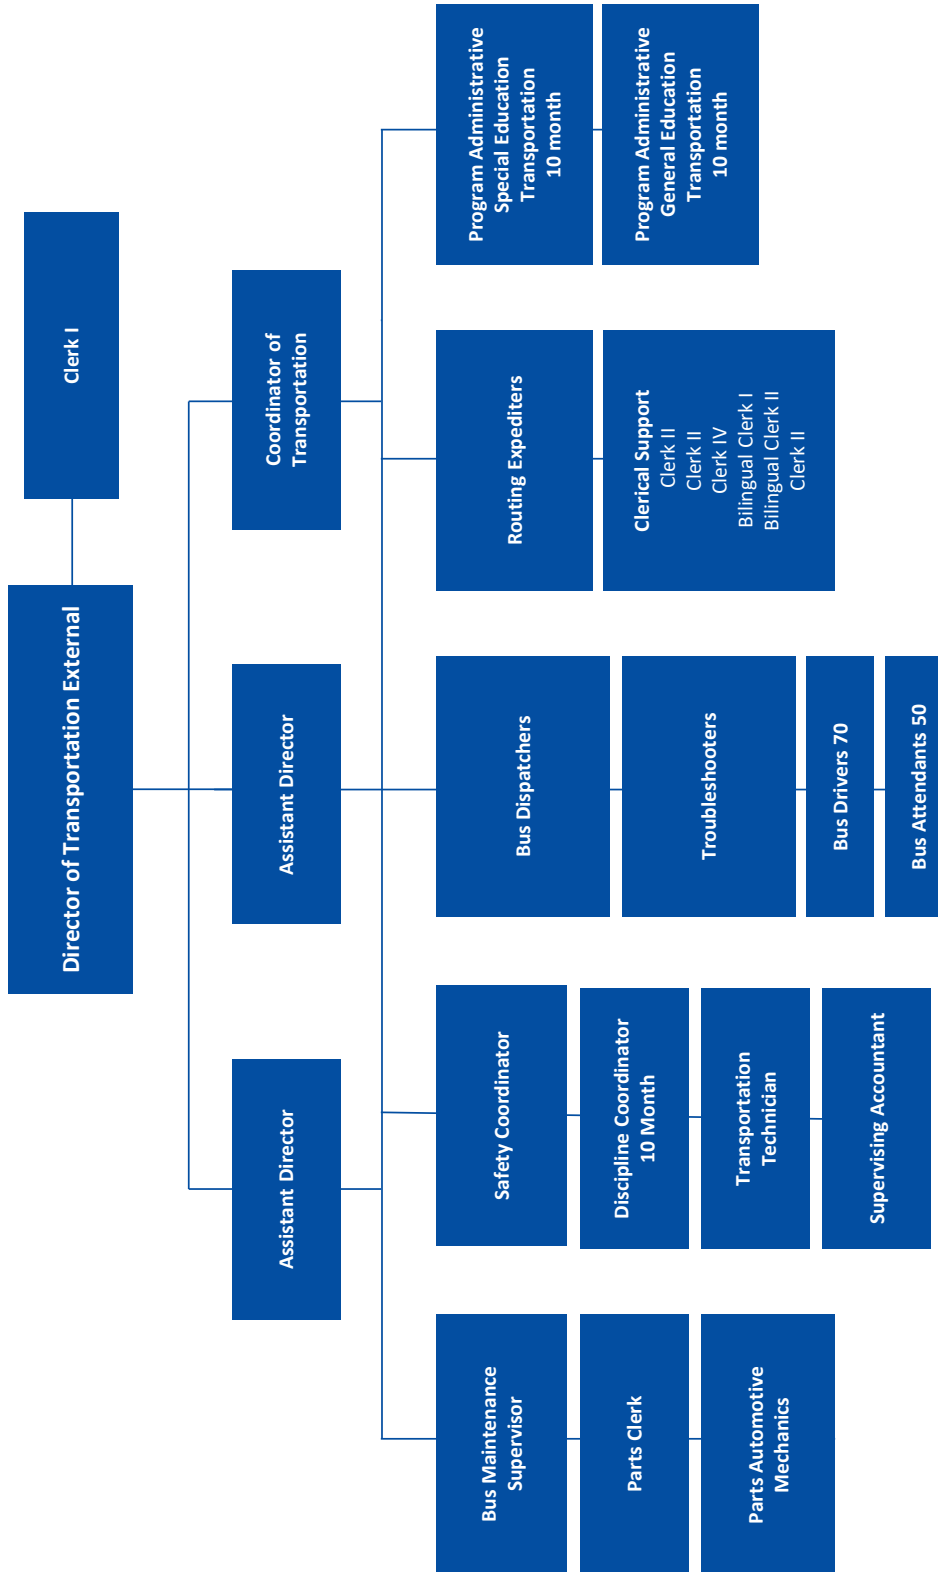 Director of Transportation External
Clerk I
Assistant Director
Assistant Director
Coordinator of
Transportation
Bus Maintenance
Supervisor
Parts Clerk
Parts Automotive
Mechanics
Safety Coordinator
Discipline Coordinator
10 Month
Transportation
Technician
Supervising Accountant
Bus Dispatchers
Troubleshooters
Bus Drivers 70
Bus Attendants 50
Routing Expediters
Clerical Support
Clerk II
Clerk II
Clerk IV
Bilingual Clerk I
Bilingual Clerk II
Clerk II
Program Administrative
Special Education
Transportation
10 month
Program Administrative
General Education
Transportation
10 month